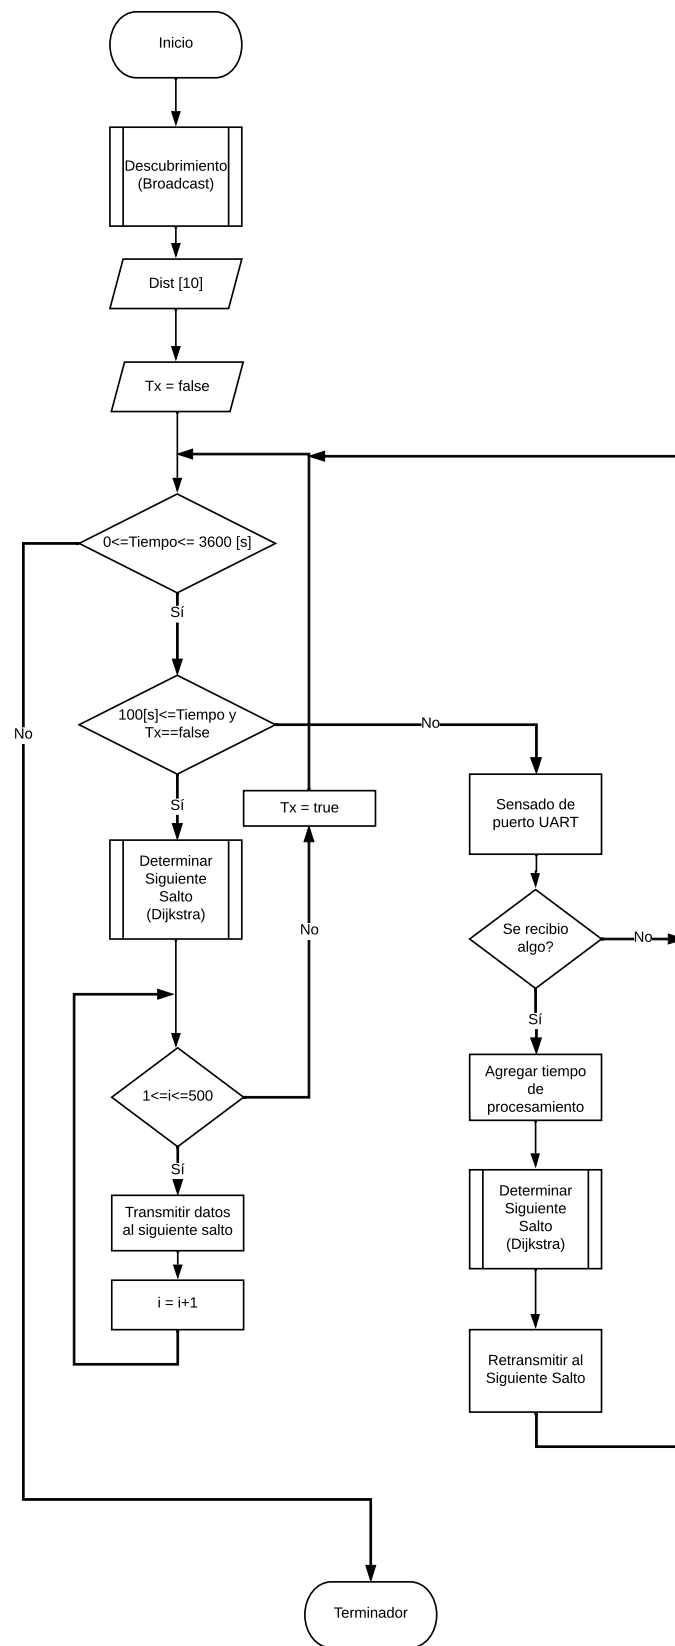 Inicio
Descubrimiento
(Broadcast)
Dist [10]
Tx = false
0<=Tiempo<= 3600 [s]
Sí
No
100[s]<=Tiempo y
Tx==false
No
Sí
Tx = true
Sensado de
puerto UART
Determinar
Siguiente
Salto
(Dijkstra)
No
Se recibio
algo?
No
Sí
1<=i<=500
Agregar tiempo
de
procesamiento
Sí
Transmitir datos
al siguiente salto
Determinar
Siguiente
Salto
(Dijkstra)
i = i+1
Retransmitir al
Siguiente Salto
Terminador